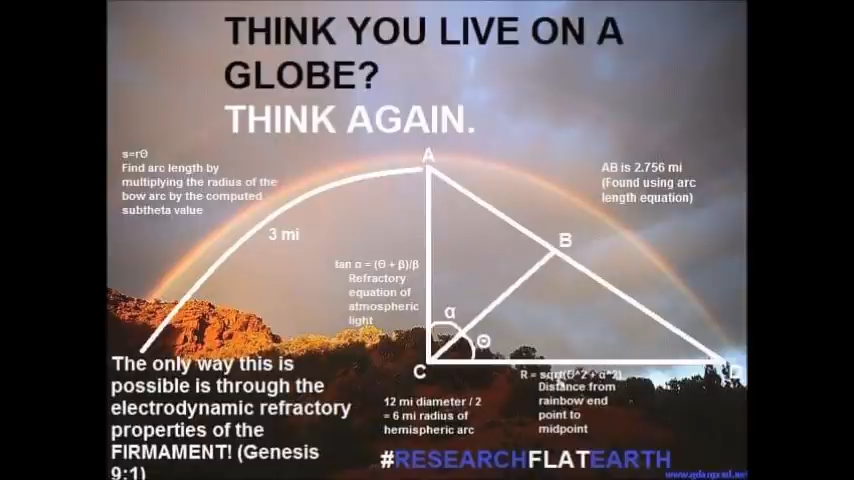 THINK YOU LIVE ON A
GLOBE?
THINK AGAIN.
s=rΘ
Find arc length by
multiplying the radius of the
bow arc by the computed
subtheta value
A
AB is 2.756 mi
(Found using arc
length equation)
3 mi
B
tan α = (Θ + β)/β
Refractory
equation of
atmospheric
light
α
Θ
C
D
The only way this is
possible is through the
electrodynamic refractory
properties of the
FIRMAMENT! (Genesis
9:1)
12 mi diameter / 2
= 6 mi radius of
hemispheric arc
R = sqrt(Θ^2 + α^2)
Distance from
rainbow end
point to
midpoint
#RESEARCHFLATEARTH